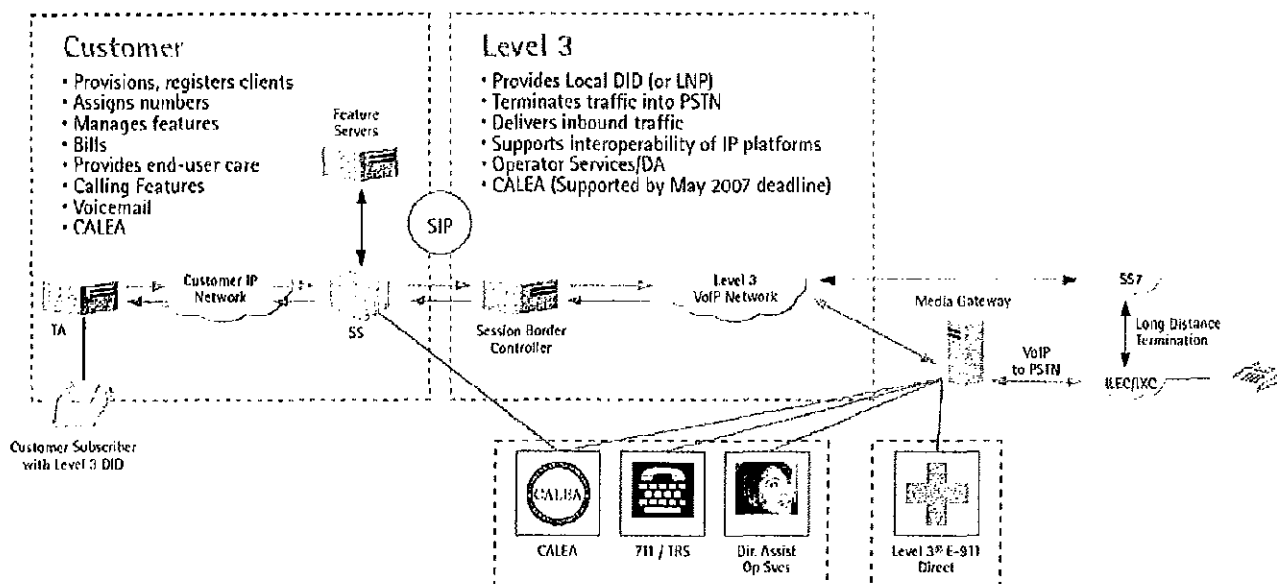 Customer
• Provisions, registers clients
• Assigns numbers
• Manages features
• Bills
• Provides end-user care
• Calling Features
• Voicemail
• CALEA
Feature
Servers
Level 3
• Provides Local DID (or LNP)
• Terminates traffic into PSTN
• Delivers inbound traffic
• Supports Interoperability of IP platforms
• Operator Services/DA
• CALEA (Supported by May 2007 deadline)
SIP
TA
Customer IP
Network
SS
Session Border
Controller
Level 3
VoIP Network
Media Gateway
SS7
Long Distance
Termination
VoIP
to PSTN
ILEC/IXC
Customer Subscriber
with Level 3 DID
CALEA
CALEA
711 / TRS
Dir. Assist
Op Svcs
Level 3® E-911
Direct